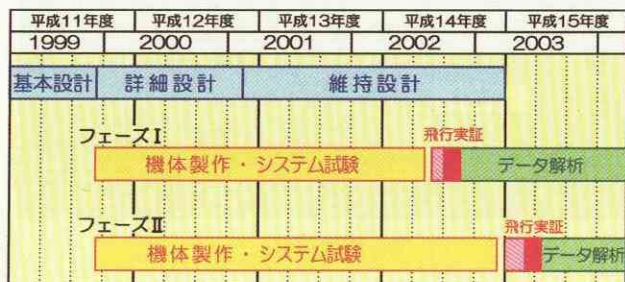 平成11年度 平成12年度 平成13年度 平成14年度 平成15年度
1999 2000 2001 2002 2003
基本設計 詳細設計 維持設計
フェーズⅠ 飛行実証
機体製作・システム試験 データ解析
フェーズⅡ 飛行実証
機体製作・システム試験 データ解析